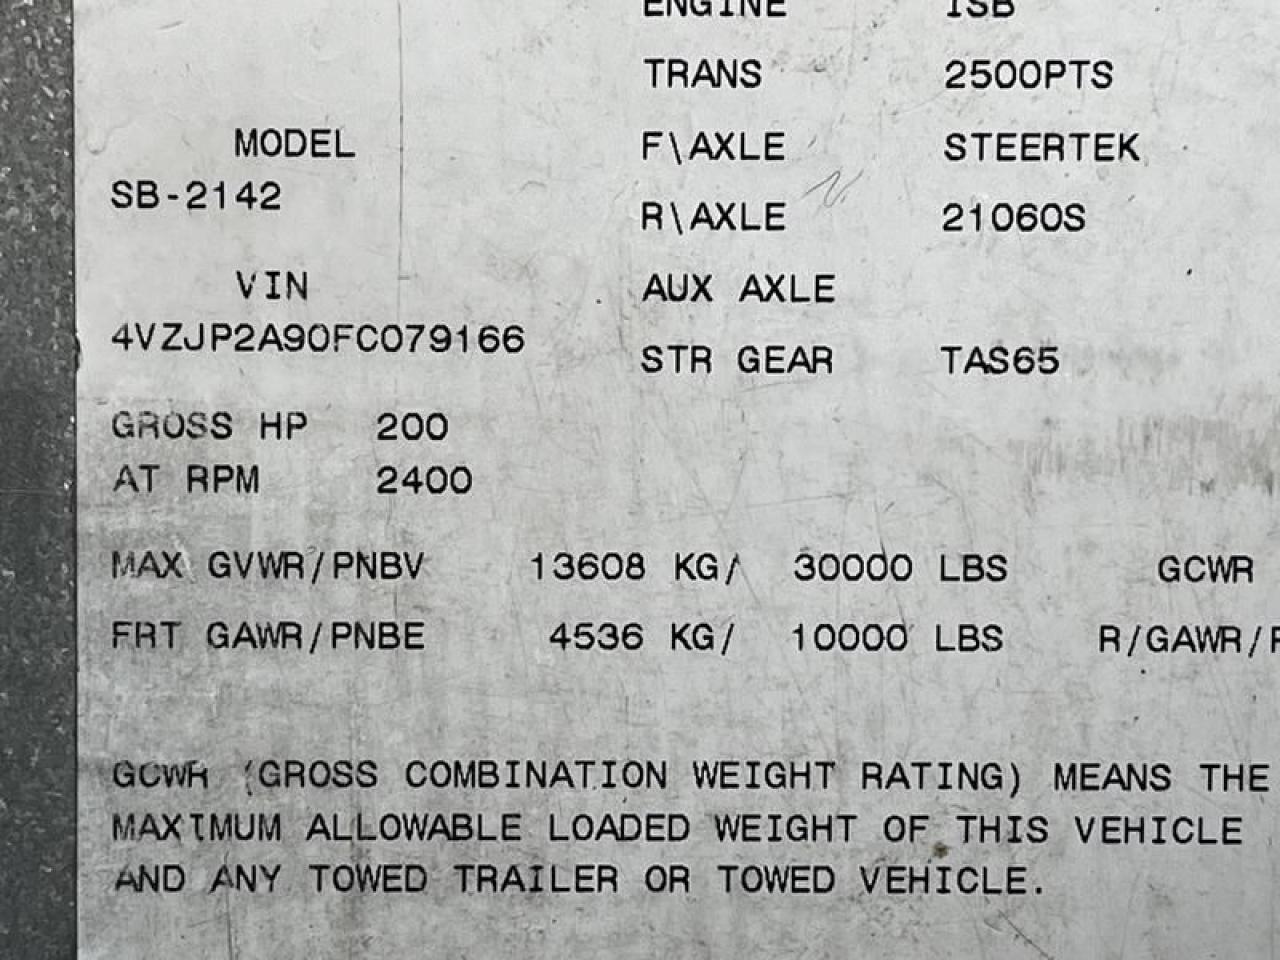 ENGINE ISB
TRANS 2500PTS
MODEL
F\AXLE STEERTEK
SB-2142
R\AXLE 21060S
VIN
AUX AXLE
4VZJP2A90FC079166
STR GEAR TAS65
GROSS HP 200
AT RPM 2400
MAX GVWR/PNBV 13608 KG/ 30000 LBS GCWR
FRT GAWR/PNBE 4536 KG/ 10000 LBS R/GAWR/
GCWR (GROSS COMBINATION WEIGHT RATING) MEANS THE
MAXIMUM ALLOWABLE LOADED WEIGHT OF THIS VEHICLE
AND ANY TOWED TRAILER OR TOWED VEHICLE.